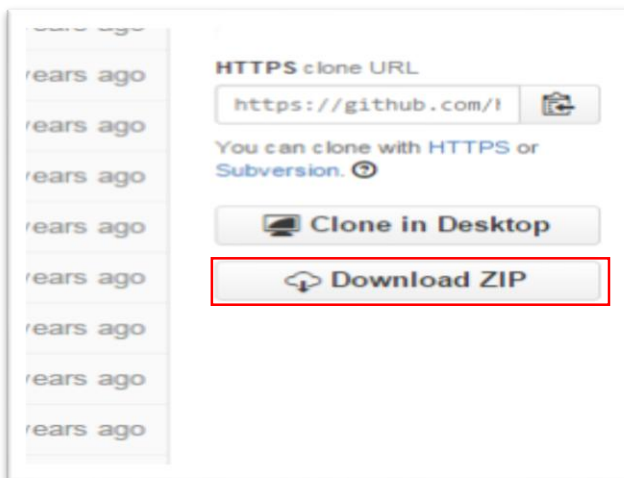 years ago
years ago
years ago
years ago
years ago
years ago
years ago
years ago
HTTPS clone URL
https://github.com/
You can clone with HTTPS or
Subversion.
Clone in Desktop
Download ZIP